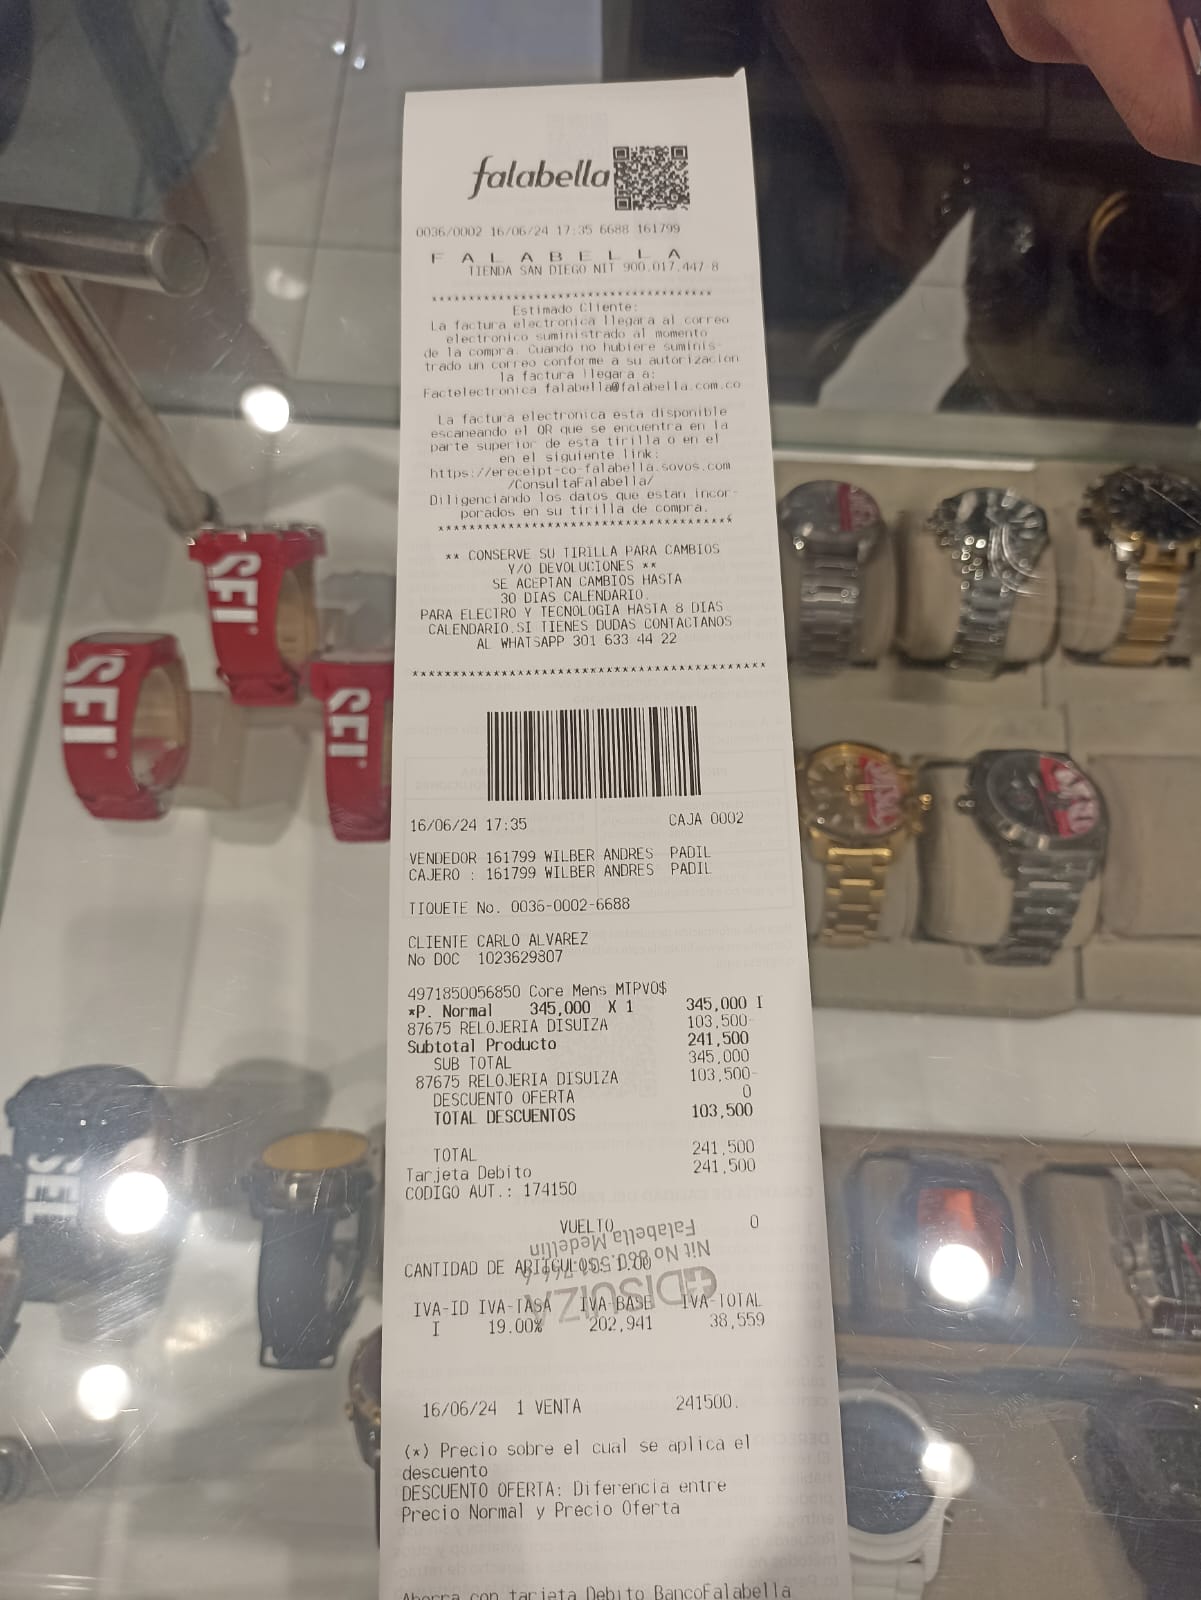 falabella
0036/0002 16/06/24 17:35 6688 161799
F A L A B E L L A
TIENDA SAN DIEGO NIT 900.017.447-8
**************************************
Estimado Cliente:
La factura electronica llegara al correo
electronico suministrado al momento
de la compra. Cuando no hubiere suminis-
trado un correo conforme a su autorizacion
la factura llegara a:
Factelectronica falabella@falabella.com.co
La factura electronica esta disponible
escaneando el QR que se encuentra en la
parte superior de esta tirilla o en el
en el siguiente link:
https://ereceipt-co-falabella.sovos.com
/ConsultaFalabella/
Diligenciando los datos que estan incor-
porados en su tirilla de compra.
***************************************
** CONSERVE SU TIRILLA PARA CAMBIOS
Y/O DEVOLUCIONES **
SE ACEPTAN CAMBIOS HASTA
30 DIAS CALENDARIO.
PARA ELECTRO Y TECNOLOGIA HASTA 8 DIAS
CALENDARIO.SI TIENES DUDAS CONTACTANOS
AL WHATSAPP 301 633 44 22
**********************************************
16/06/24 17:35 CAJA 0002
VENDEDOR 161799 WILBER ANDRES PADIL
CAJERO : 161799 WILBER ANDRES PADIL
TIQUETE No. 0036-0002-6688
CLIENTE CARLO ALVAREZ
No DOC 1023629807
4971850056850 Core Mens MTPVO$
*P. Normal 345,000 X 1 345,000 I
87675 RELOJERIA DISUIZA 103,500-
Subtotal Producto 241,500
SUB TOTAL 345,000
87675 RELOJERIA DISUIZA 103,500-
DESCUENTO OFERTA 0
TOTAL DESCUENTOS 103,500
TOTAL 241,500
Tarjeta Debito 241,500
CODIGO AUT.: 174150
VUELTO 0
CANTIDAD DE ARTICULOS
IVA-ID IVA-TASA IVA-BASE IVA-TOTAL
I 19.00% 202,941 38,559
DISUIZA
Nit No
Falabella Medellin
16/06/24 1 VENTA 241500.
(*) Precio sobre el cual se aplica el
descuento
DESCUENTO OFERTA: Diferencia entre
Precio Normal y Precio Oferta
Ahorra con tarjeta Debito BancoFalabella